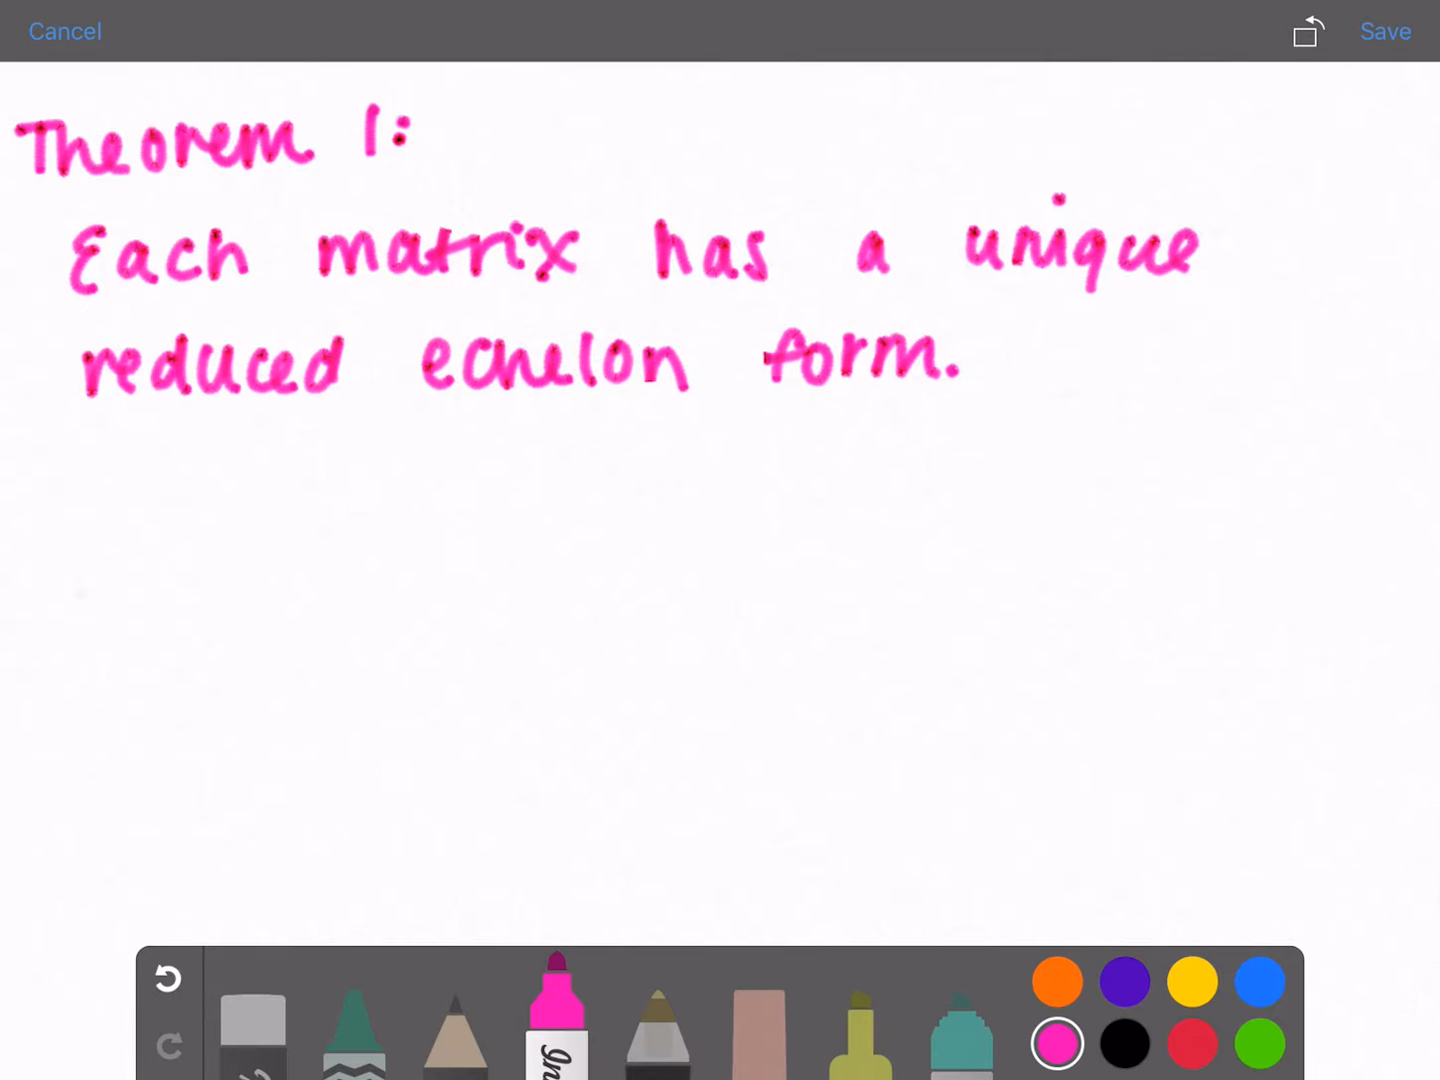 Cancel
Save
Theorem 1:
Each matrix has a unique
reduced echelon form.